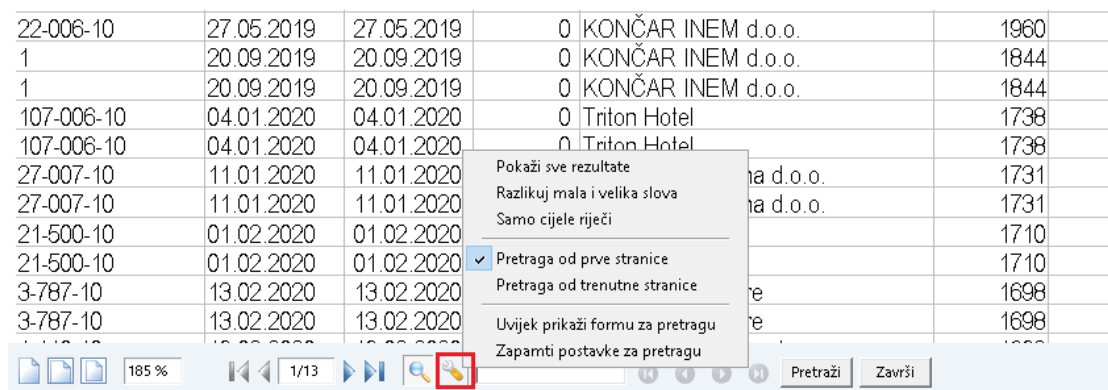 22-006-10 27.05.2019 27.05.2019 0 KONČAR INEM d.o.o. 1960
1 20.09.2019 20.09.2019 0 KONČAR INEM d.o.o. 1844
1 20.09.2019 20.09.2019 0 KONČAR INEM d.o.o. 1844
107-006-10 04.01.2020 04.01.2020 0 Triton Hotel 1738
107-006-10 04.01.2020 04.01.2020 0 Triton Hotel 1738
27-007-10 11.01.2020 11.01.2020 na d.o.o. 1731
27-007-10 11.01.2020 11.01.2020 na d.o.o. 1731
21-500-10 01.02.2020 01.02.2020 1710
21-500-10 01.02.2020 01.02.2020 1710
3-787-10 13.02.2020 13.02.2020 re 1698
3-787-10 13.02.2020 13.02.2020 re 1698
Pokaži sve rezultate
Razlikuj mala i velika slova
Samo cijele riječi
Pretraga od prve stranice
Pretraga od trenutne stranice
Uvijek prikaži formu za pretragu
Zapamti postavke za pretragu
185 % 1/13 Pretraži Završi